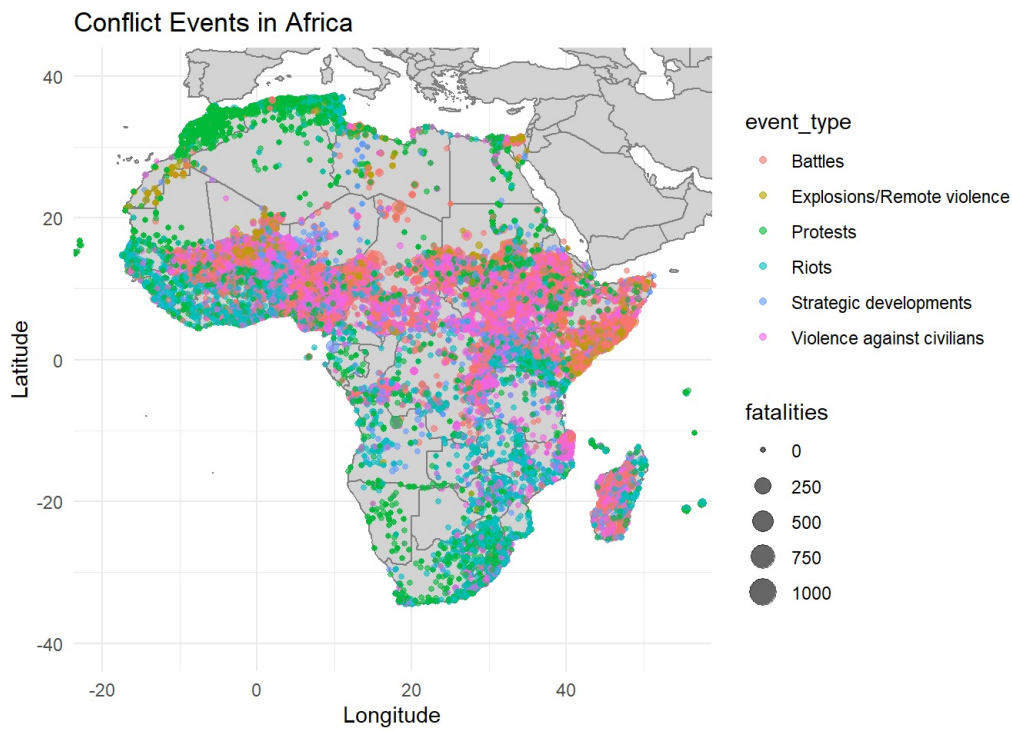 Conflict Events in Africa
40
20
0
-20
-40
-20
0
20
40
Latitude
Longitude
event_type
Battles
Explosions/Remote violence
Protests
Riots
Strategic developments
Violence against civilians
fatalities
0
250
500
750
1000